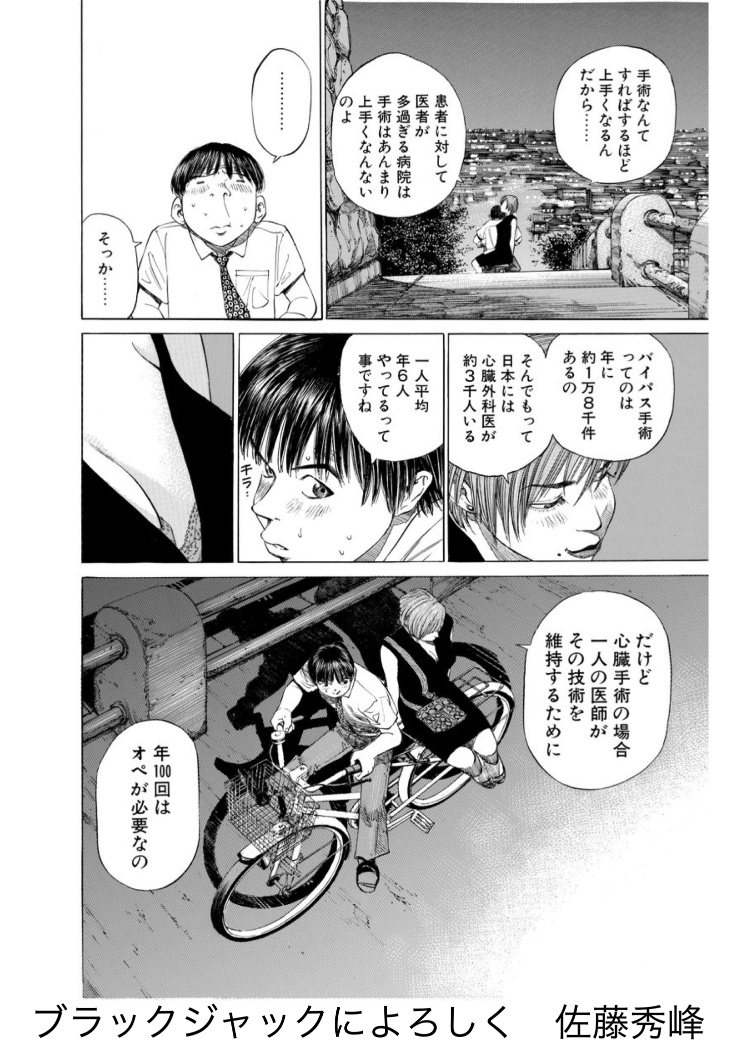 手術なんて
すればするほど
上手くなるん
だから……
患者に対して
医者が
多過ぎる病院は
手術はあんまり
上手くなんない
のよ
…………
そっか……
バイパス手術
ってのは
年に
約1万8千件
あるの
そんでもって
日本には
心臓外科医が
約3千人いる
一人平均
年6人
やってるって
事ですね
チラ…
だけど
心臓手術の場合
一人の医師が
その技術を
維持するために
年100回は
オペが必要なの
ブラックジャックによろしく 佐藤秀峰